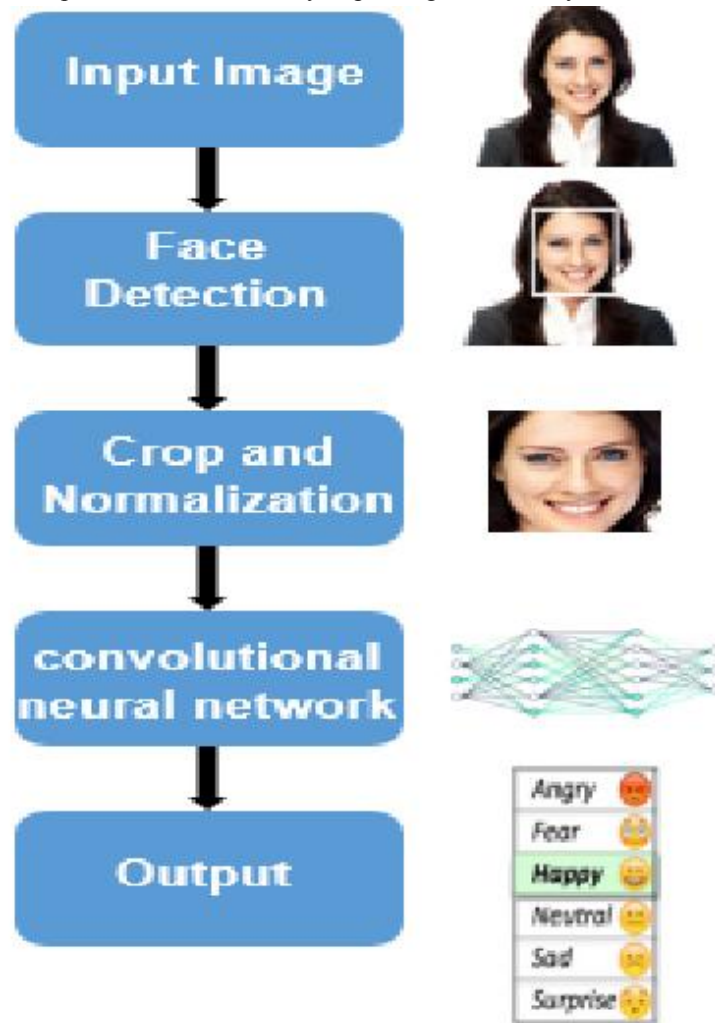 Input Image
Face
Detection
Crop and
Normalization
convolutional
neural network
Output
Angry
Fear
Happy
Neutral
Sad
Surprise